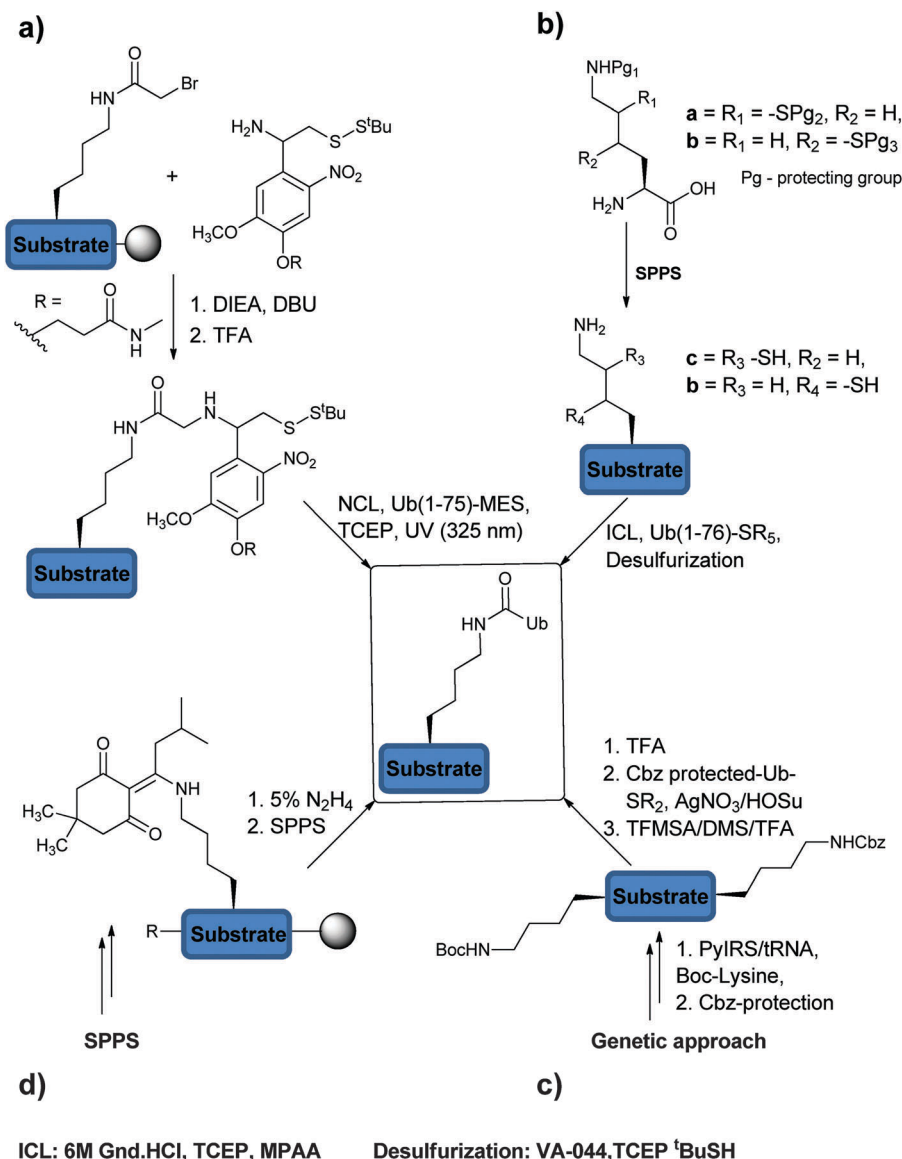 a)
b)
O
Br
HN
H₂N
S
SᵗBu
NO₂
H₃CO
OR
+
Substrate
NHPg₁
R₁
R₂
H₂N
OH
O
a = R₁ = -SPg₂, R₂ = H,
b = R₁ = H, R₂ = -SPg₃
Pg - protecting group
SPPS
R =
O
N
H
1. DIEA, DBU
2. TFA
NH₂
R₃
R₄
c = R₃ -SH, R₂ = H,
b = R₃ = H, R₄ = -SH
Substrate
O
HN
H
N
S
SᵗBu
NO₂
H₃CO
OR
Substrate
NCL, Ub(1-75)-MES,
TCEP, UV (325 nm)
ICL, Ub(1-76)-SR₅,
Desulfurization
O
HN
Ub
Substrate
O
NH
H₃C
H₃C
O
1. 5% N₂H₄
2. SPPS
R
Substrate
SPPS
1. TFA
2. Cbz protected-Ub-
SR₂, AgNO₃/HOSu
3. TFMSA/DMS/TFA
NHCbz
Substrate
BocHN
1. PylRS/tRNA,
Boc-Lysine,
2. Cbz-protection
Genetic approach
d)
c)
ICL: 6M Gnd.HCl, TCEP, MPAA
Desulfurization: VA-044,TCEP ᵗBuSH